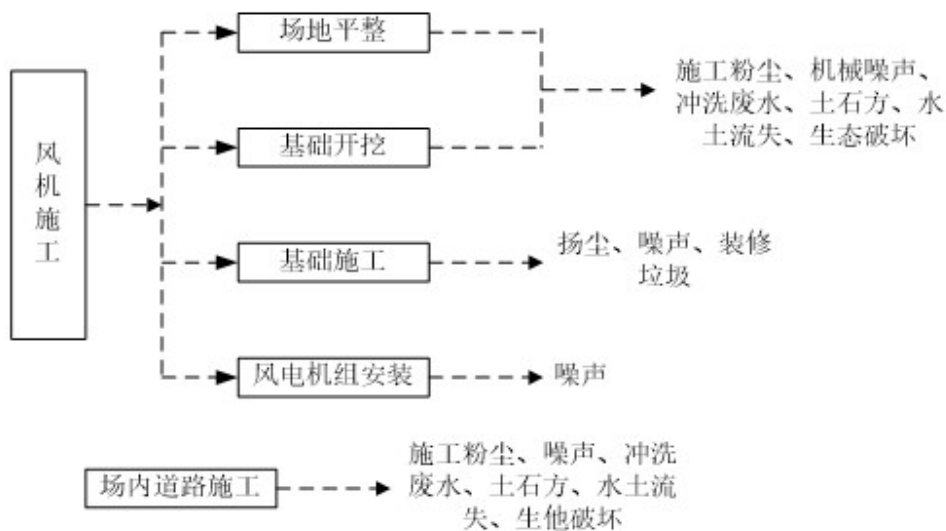 风机施工
场地平整
基础开挖
施工粉尘、机械噪声、
冲洗废水、土石方、水
土流失、生态破坏
基础施工
扬尘、噪声、装修
垃圾
风电机组安装
噪声
场内道路施工
施工粉尘、噪声、冲洗
废水、土石方、水土流
失、生他破坏